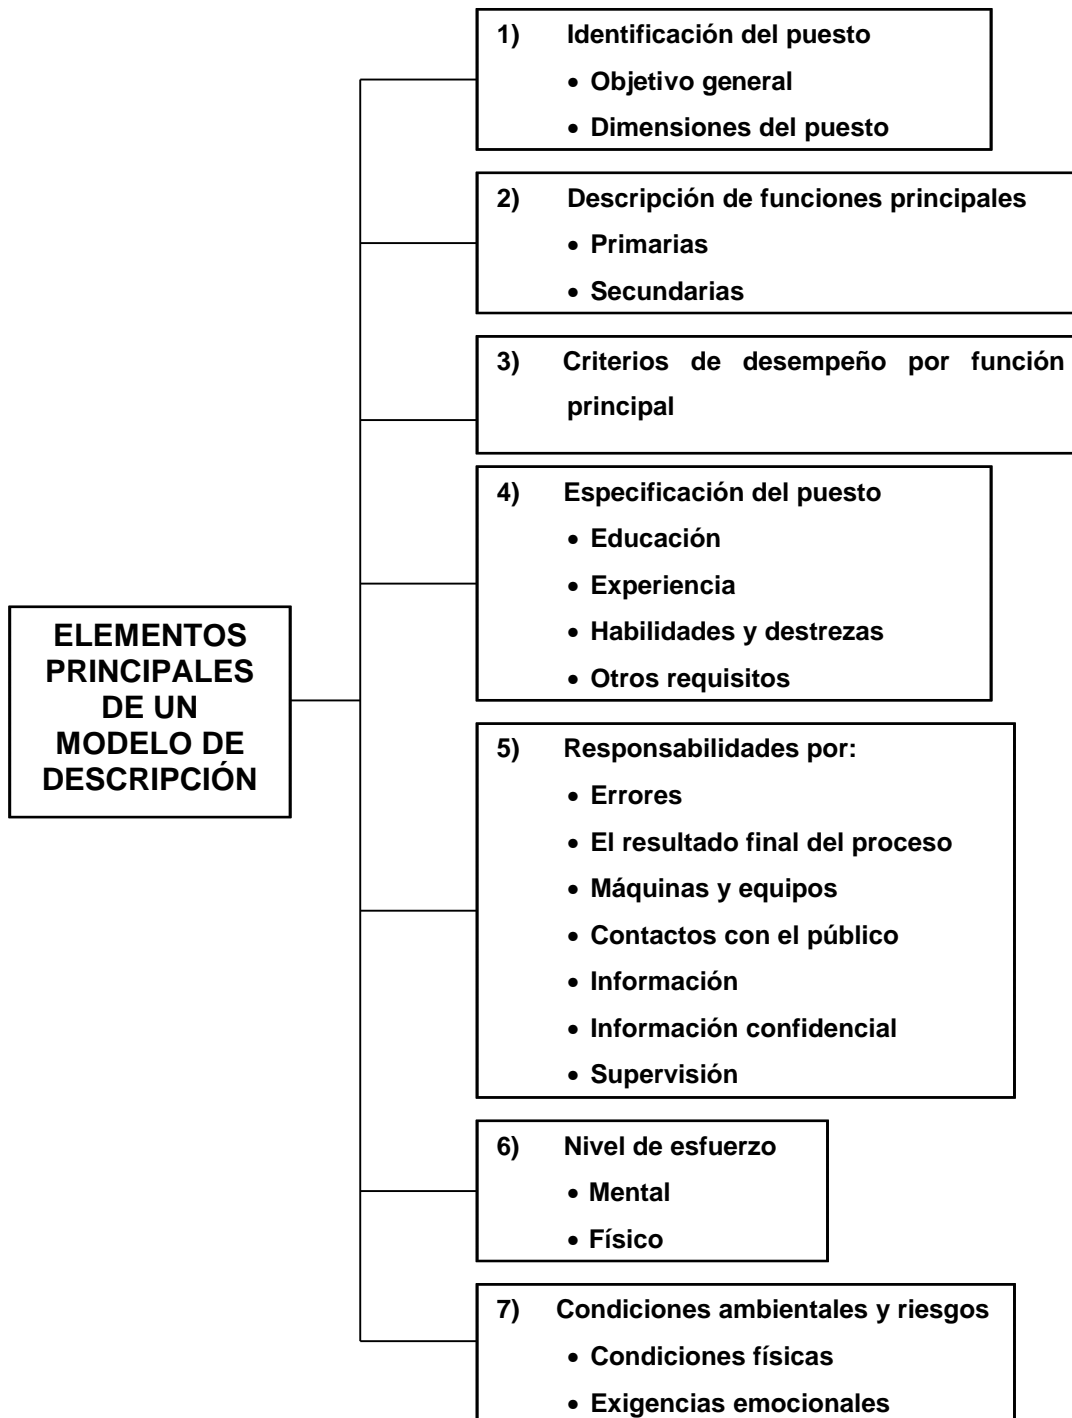 1) Identificación del puesto
• Objetivo general
• Dimensiones del puesto
2) Descripción de funciones principales
• Primarias
• Secundarias
3) Criterios de desempeño por función
principal
4) Especificación del puesto
• Educación
• Experiencia
• Habilidades y destrezas
• Otros requisitos
ELEMENTOS
PRINCIPALES
DE UN
MODELO DE
DESCRIPCIÓN
5) Responsabilidades por:
• Errores
• El resultado final del proceso
• Máquinas y equipos
• Contactos con el público
• Información
• Información confidencial
• Supervisión
6) Nivel de esfuerzo
• Mental
• Físico
7) Condiciones ambientales y riesgos
• Condiciones físicas
• Exigencias emocionales